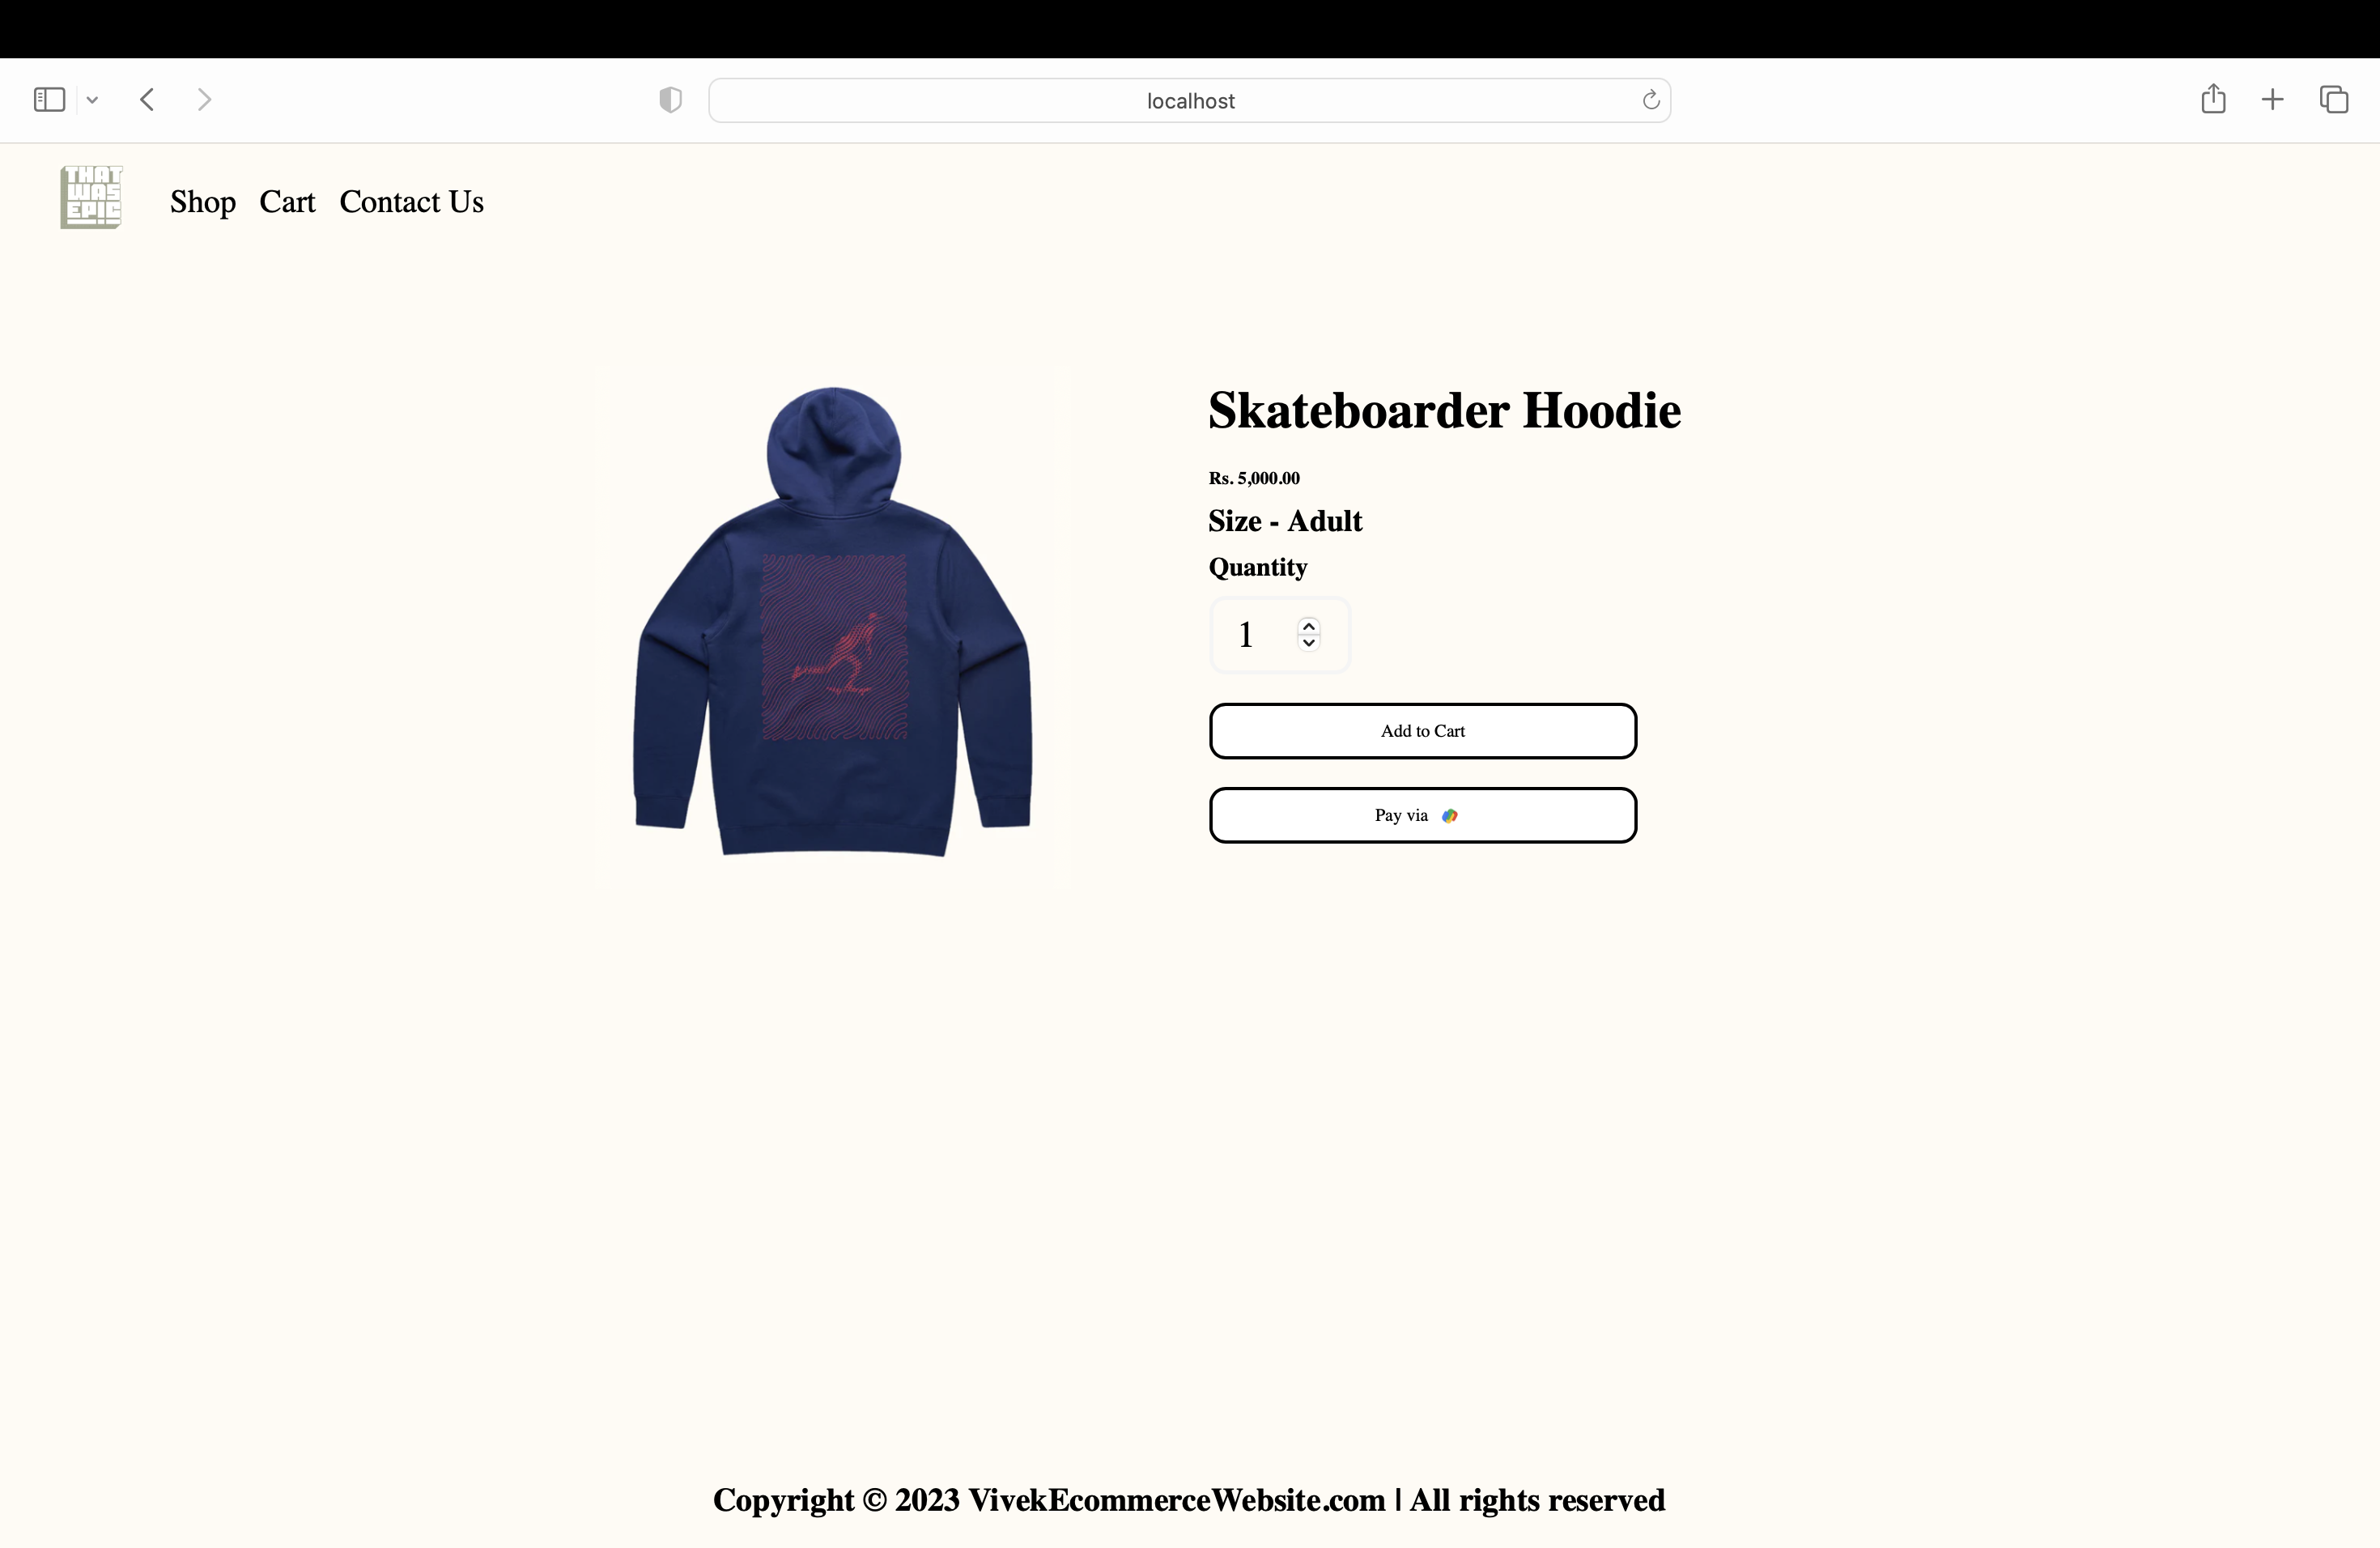 localhost
THAT
WAS
EPIC
Shop Cart Contact Us
Skateboarder Hoodie
Rs. 5,000.00
Size - Adult
Quantity
1
Add to Cart
Pay via
Copyright © 2023 VivekEcommerceWebsite.com | All rights reserved